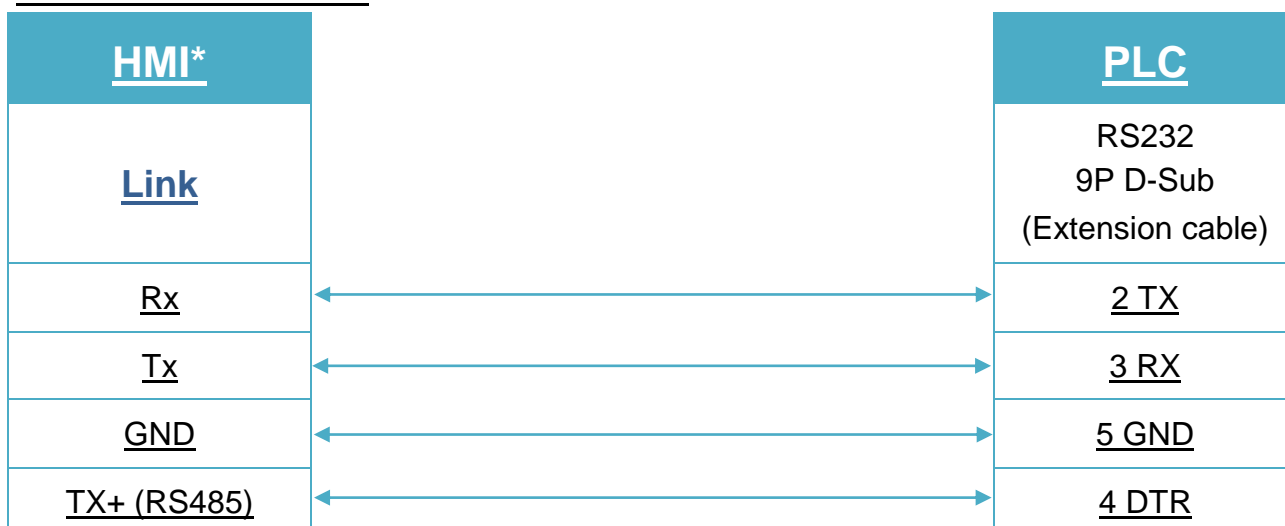 HMI* PLC
Link
RS232
9P D-Sub
(Extension cable)
Rx 2 TX
Tx 3 RX
GND 5 GND
TX+ (RS485) 4 DTR